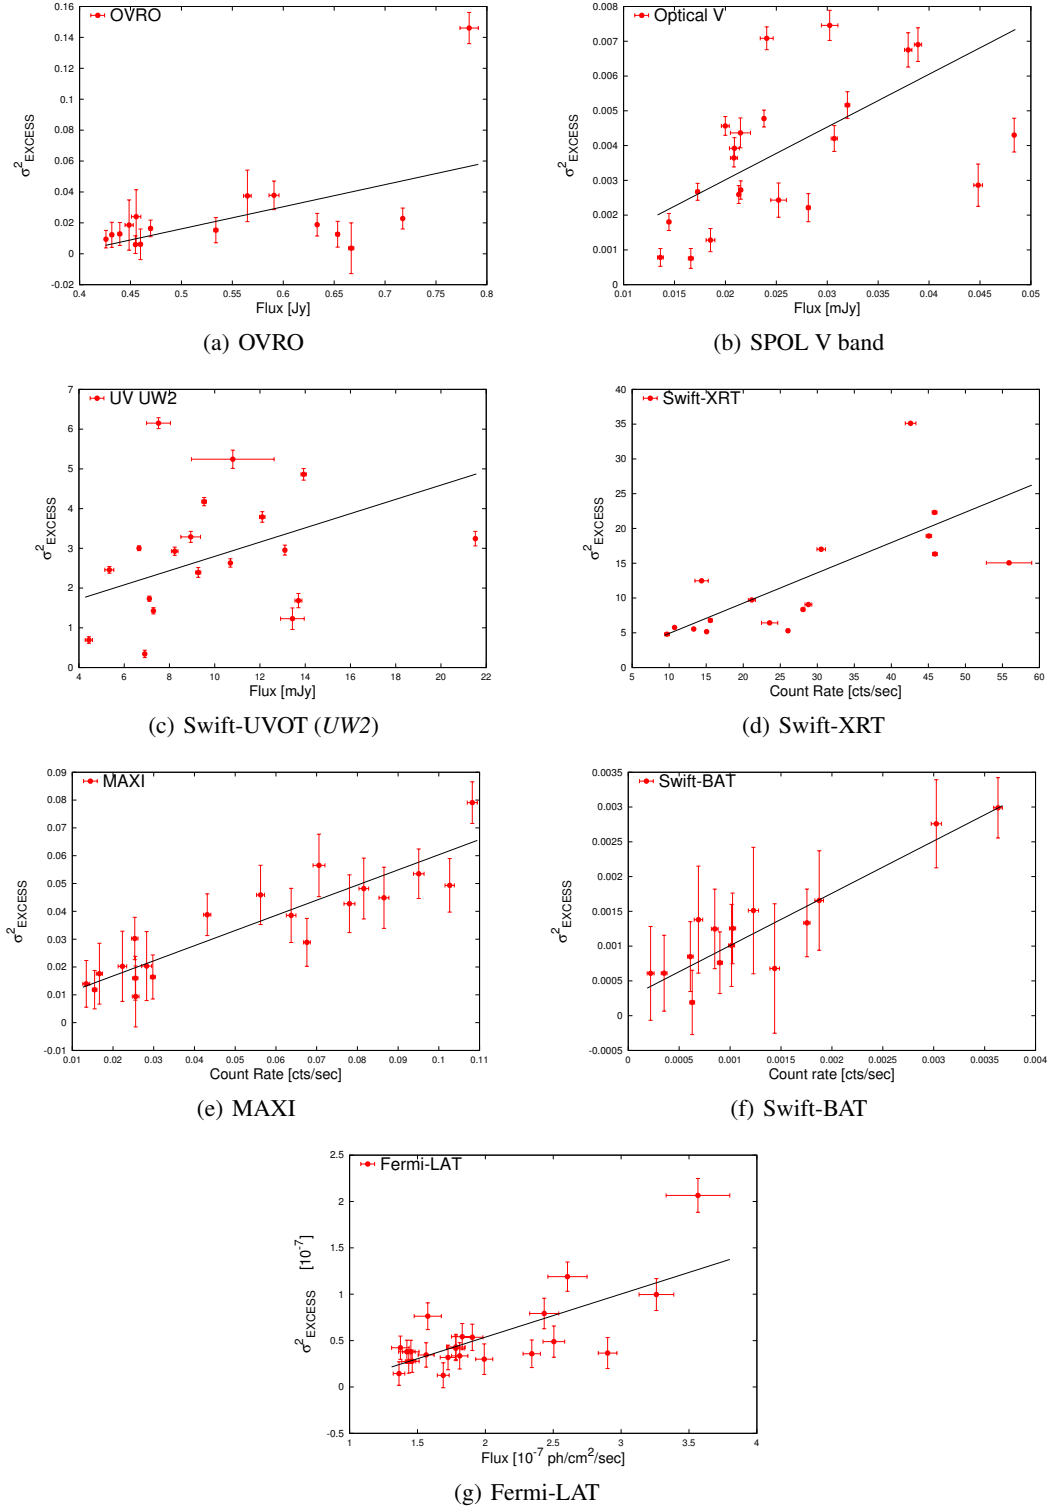 OVRO
0.16
0.14
0.12
0.1
0.08
0.06
0.04
0.02
0
-0.02
σ²EXCESS
0.4 0.45 0.5 0.55 0.6 0.65 0.7 0.75 0.8
Flux [Jy]
(a) OVRO
Optical V
0.008
0.007
0.006
0.005
0.004
0.003
0.002
0.001
0
σ²EXCESS
0.01 0.015 0.02 0.025 0.03 0.035 0.04 0.045 0.05
Flux [mJy]
(b) SPOL V band
UV UW2
7
6
5
4
3
2
1
0
σ²EXCESS
4 6 8 10 12 14 16 18 20 22
Flux [mJy]
(c) Swift-UVOT (UW2)
Swift-XRT
40
35
30
25
20
15
10
5
0
σ²EXCESS
5 10 15 20 25 30 35 40 45 50 55 60
Count Rate [cts/sec]
(d) Swift-XRT
MAXI
0.09
0.08
0.07
0.06
0.05
0.04
0.03
0.02
0.01
0
-0.01
σ²EXCESS
0.01 0.02 0.03 0.04 0.05 0.06 0.07 0.08 0.09 0.1 0.11
Count Rate [cts/sec]
(e) MAXI
Swift-BAT
0.0035
0.003
0.0025
0.002
0.0015
0.001
0.0005
0
-0.0005
σ²EXCESS
0 0.0005 0.001 0.0015 0.002 0.0025 0.003 0.0035 0.004
Count rate [cts/sec]
(f) Swift-BAT
Fermi-LAT
2.5
2
1.5
1
0.5
0
-0.5
σ²EXCESS [10⁻⁷]
1 1.5 2 2.5 3 3.5 4
Flux [10⁻⁷ ph/cm²/sec]
(g) Fermi-LAT